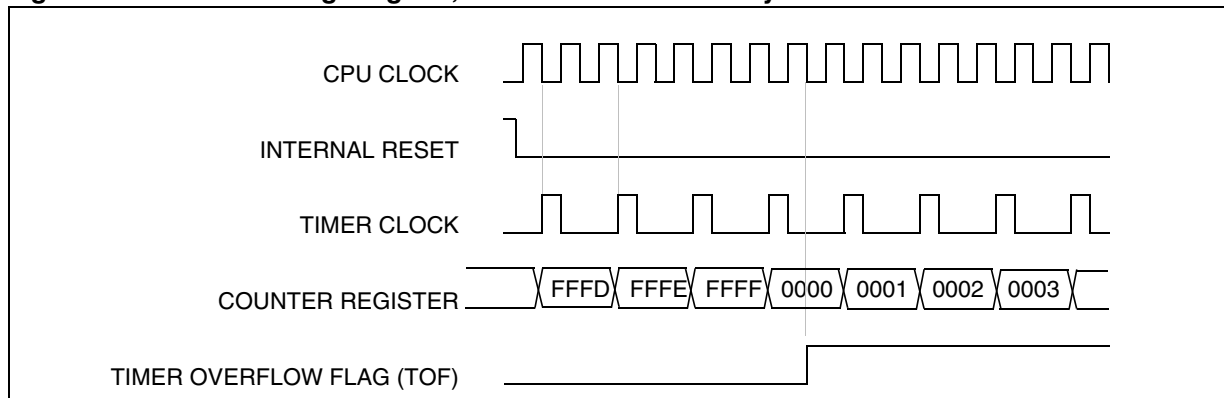 CPU CLOCK
INTERNAL RESET
TIMER CLOCK
COUNTER REGISTER FFFD FFFE FFFF 0000 0001 0002 0003
TIMER OVERFLOW FLAG (TOF)